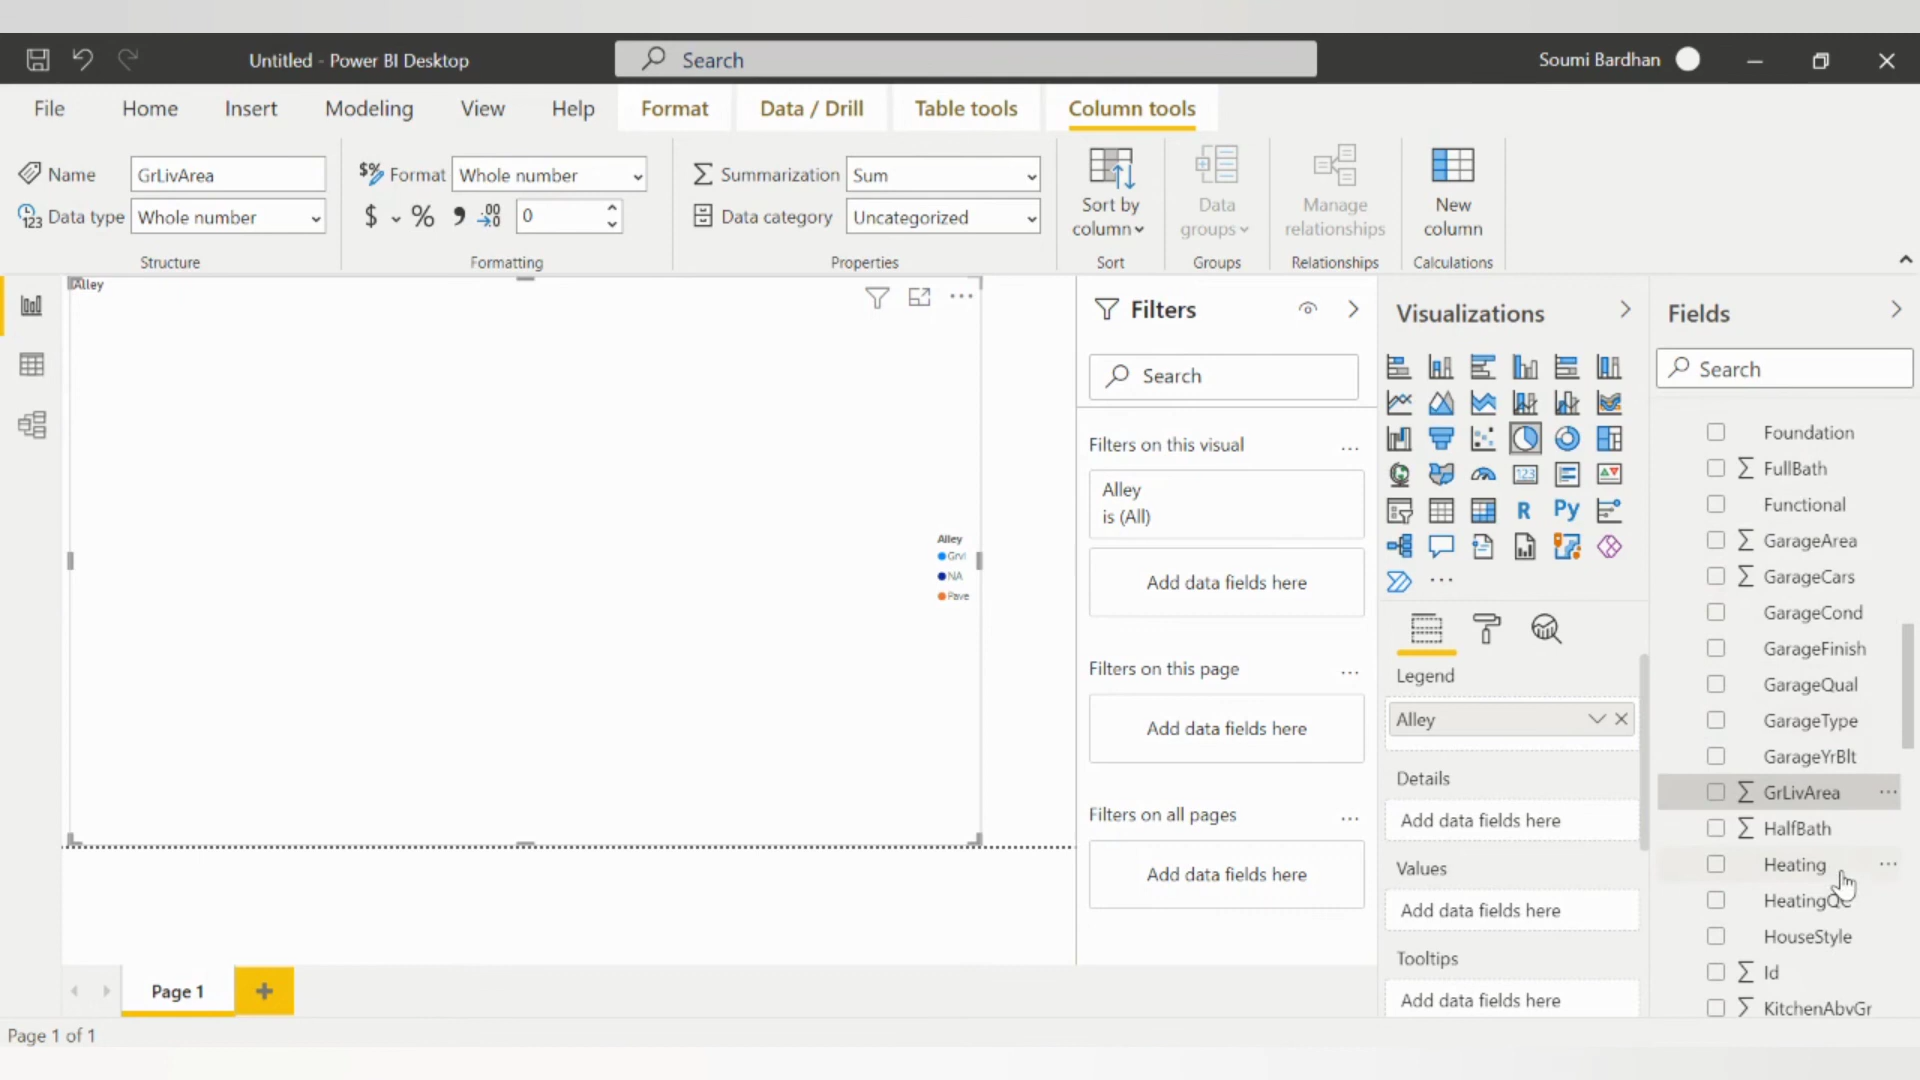 Untitled - Power BI Desktop
Search
Soumi Bardhan
File
Home
Insert
Modeling
View
Help
Format
Data / Drill
Table tools
Column tools
Name
GrLivArea
Format
Whole number
Summarization
Sum
Data type
Whole number
$
%
0
Data category
Uncategorized
Sort by
column
Data
groups
Manage
relationships
New
column
Structure
Formatting
Properties
Sort
Groups
Relationships
Calculations
Alley
Alley
Grvl
NA
Pave
Filters
Search
Filters on this visual
...
Alley
is (All)
Add data fields here
Filters on this page
...
Add data fields here
Filters on all pages
...
Add data fields here
Visualizations
123
R
Py
...
Legend
Alley
Details
Add data fields here
Values
Add data fields here
Tooltips
Add data fields here
Fields
Search
Foundation
FullBath
Functional
GarageArea
GarageCars
GarageCond
GarageFinish
GarageQual
GarageType
GarageYrBlt
GrLivArea
...
HalfBath
Heating
...
HeatingQC
HouseStyle
Id
KitchenAbvGr
Page 1
Page 1 of 1